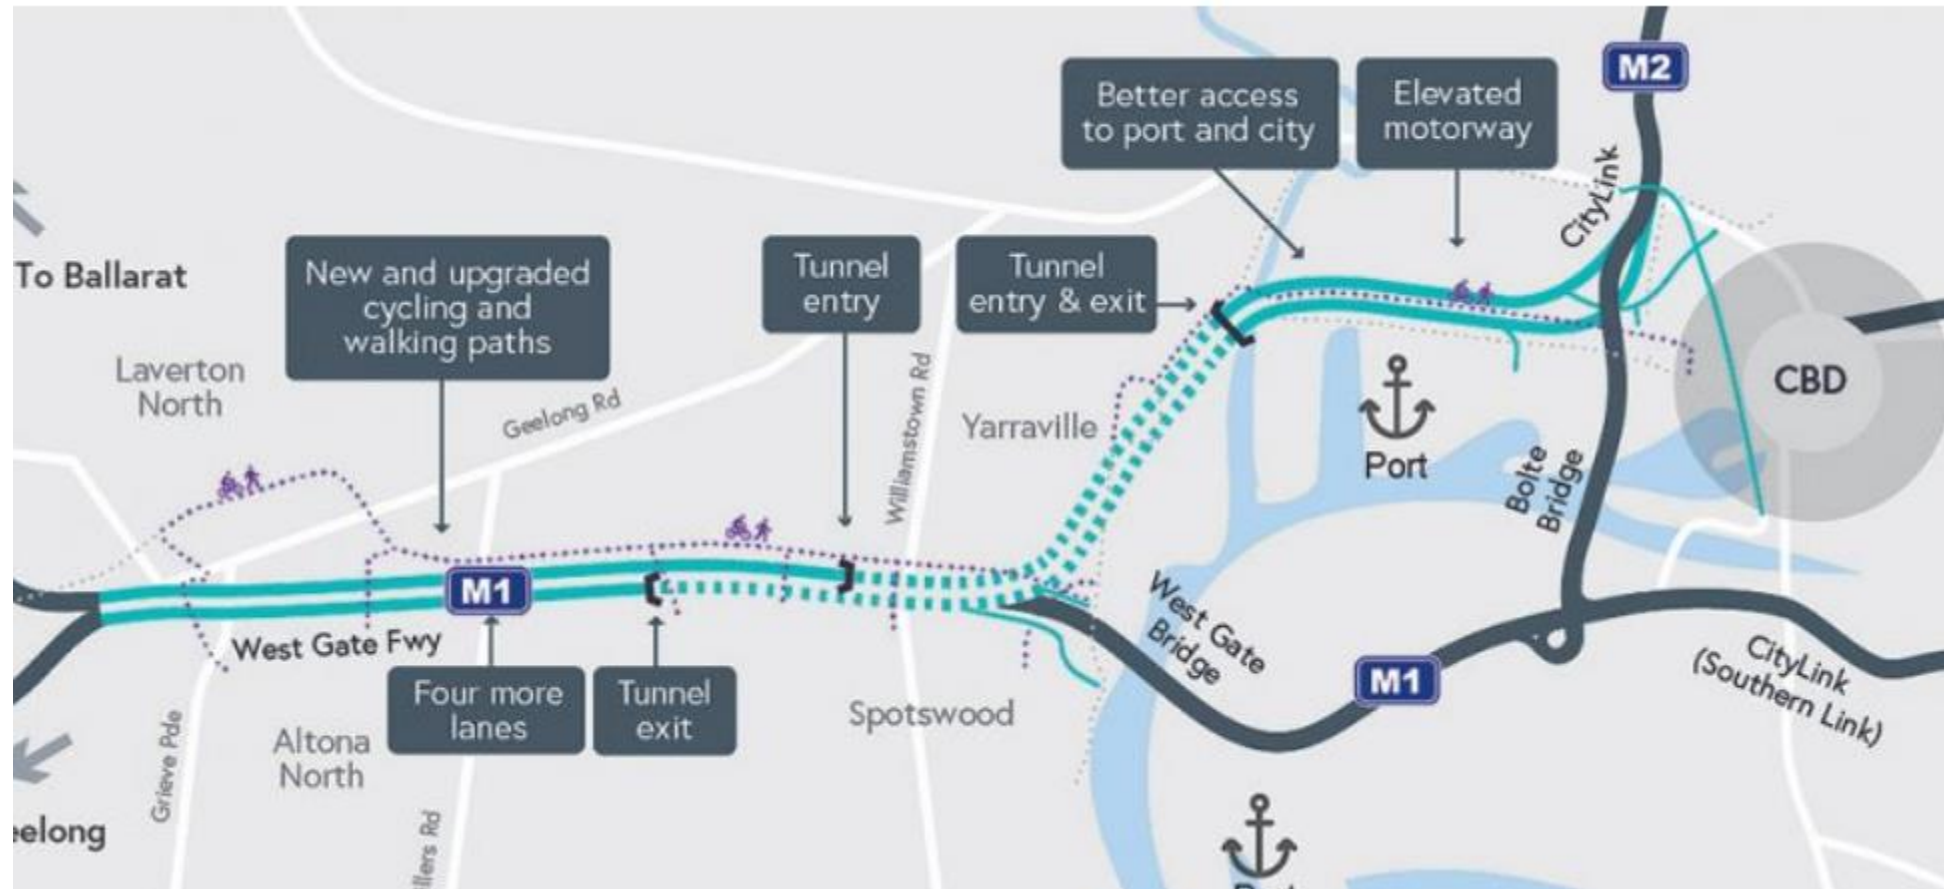 M2
Better access
to port and city
Elevated
motorway
CityLink
To Ballarat
New and upgraded
cycling and
walking paths
Tunnel
entry
Tunnel
entry & exit
Laverton
North
Geelong Rd
Williamstown Rd
Yarraville
Port
CBD
Bolte
Bridge
M1
West Gate Fwy
West Gate
Bridge
Four more
lanes
Tunnel
exit
Spotswood
M1
CityLink
(Southern Link)
Grieve Pde
Altona
North
eelong
llers Rd